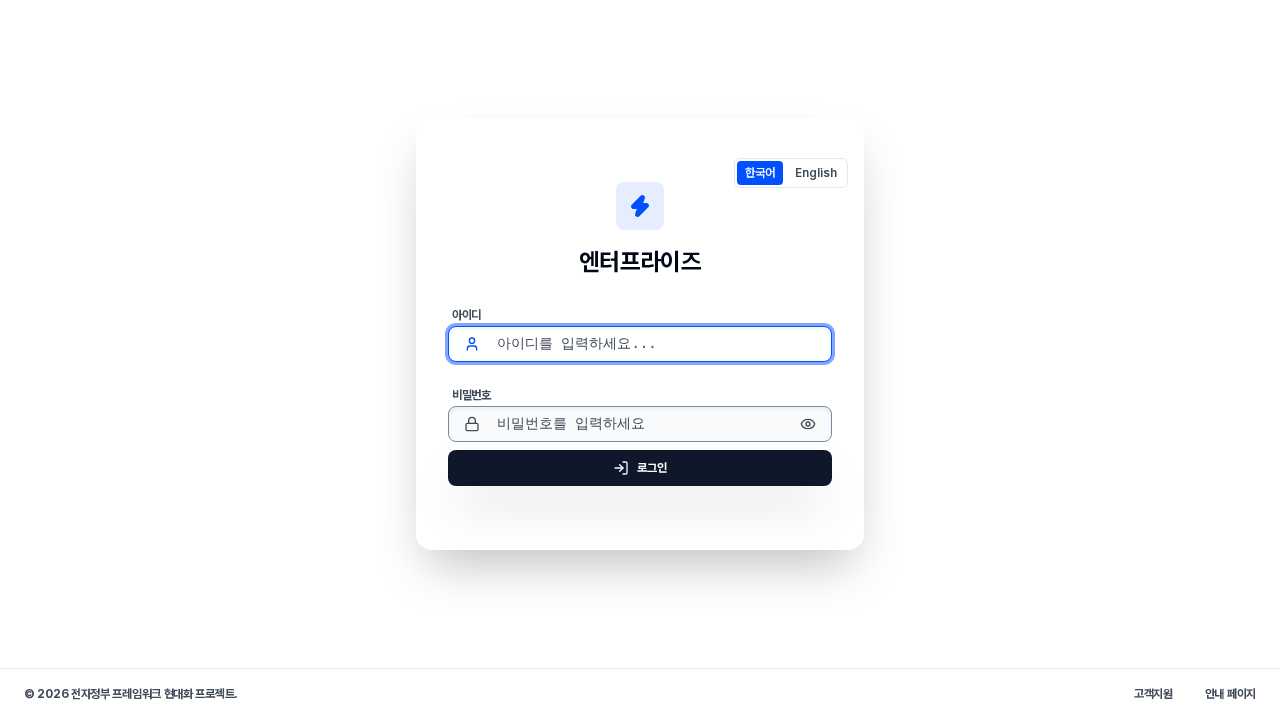 한국어 English
엔터프라이즈
아이디
아이디를 입력하세요...
비밀번호
비밀번호를 입력하세요
로그인
© 2026 전자정부 프레임워크 현대화 프로젝트. 고객지원 안내 페이지